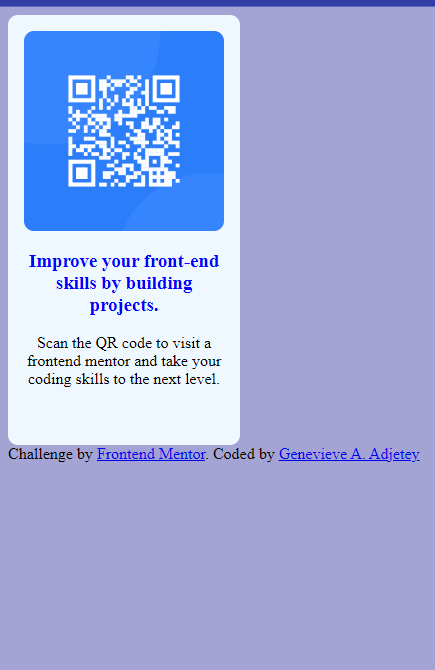 Improve your front-end
skills by building
projects.
Scan the QR code to visit a
frontend mentor and take your
coding skills to the next level.
Challenge by Frontend Mentor. Coded by Genevieve A. Adjetey